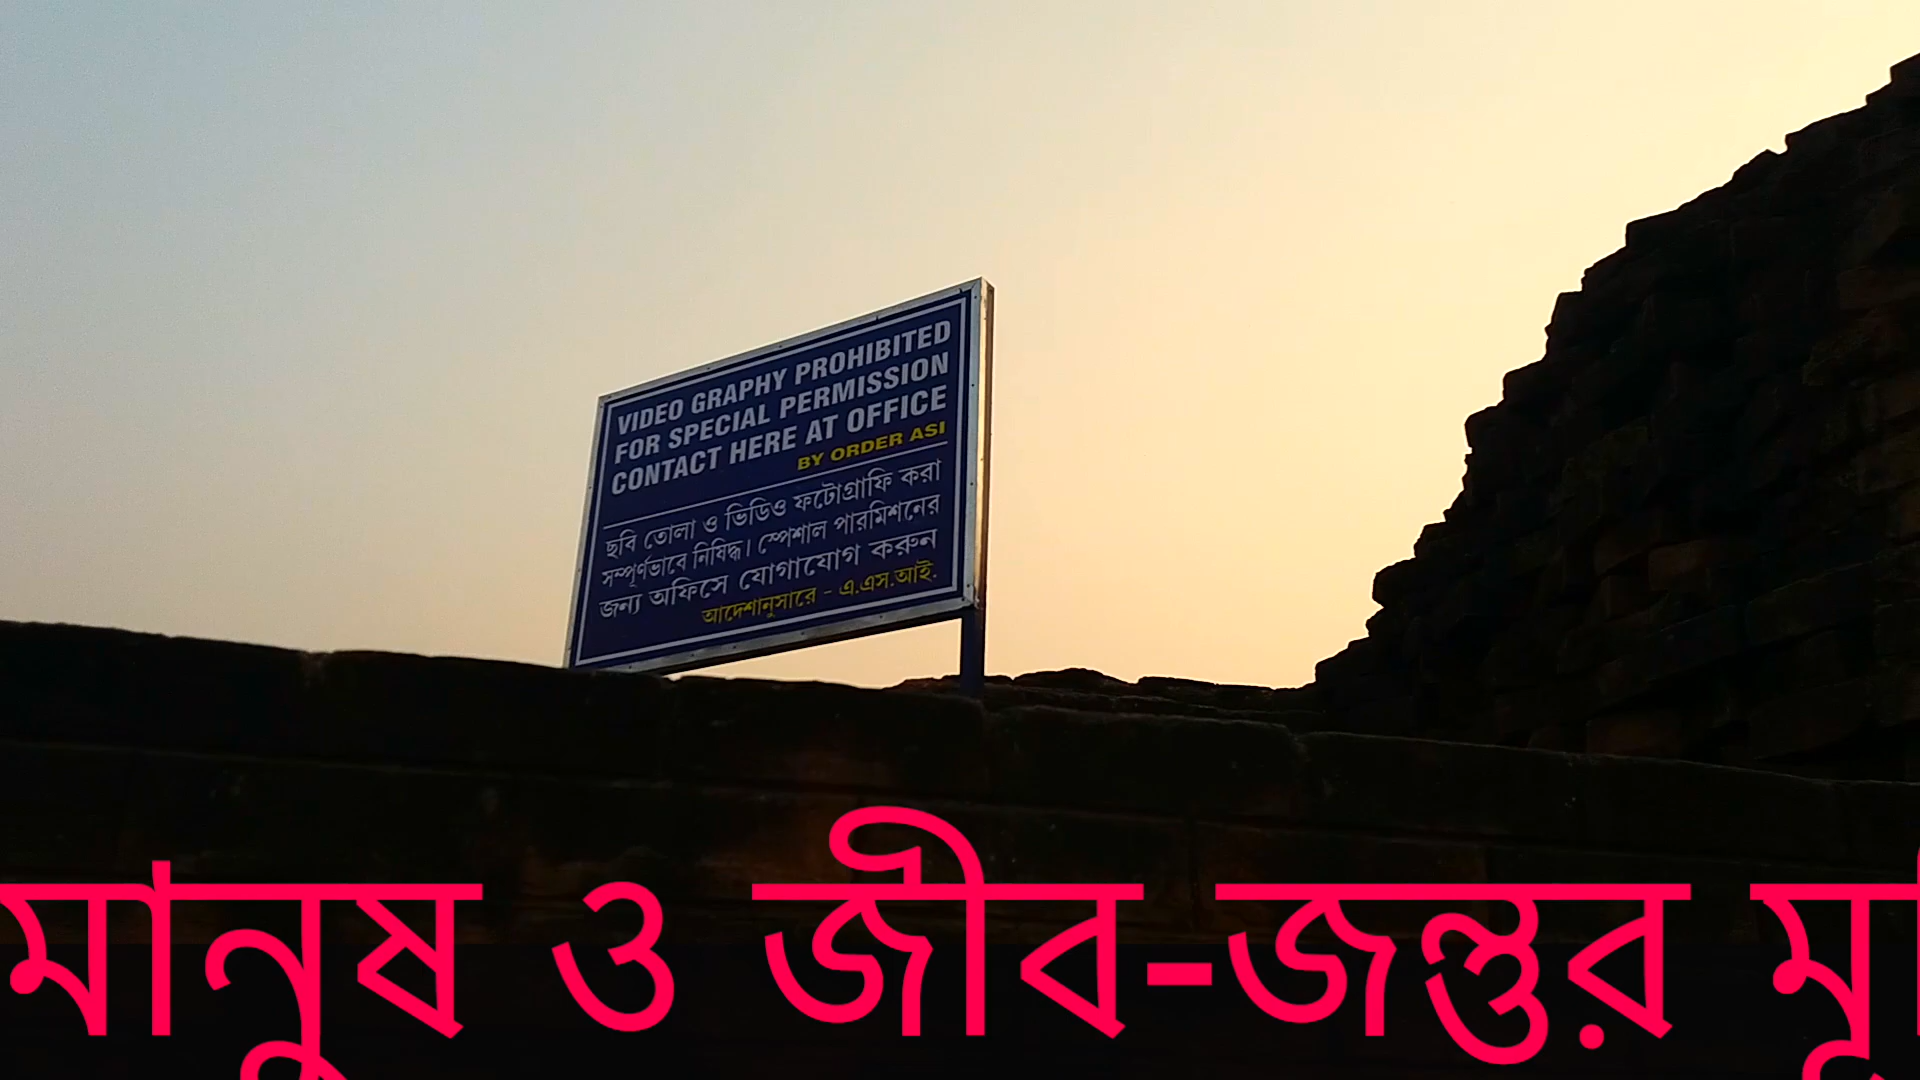 VIDEO GRAPHY PROHIBITED
FOR SPECIAL PERMISSION
CONTACT HERE AT OFFICE
BY ORDER ASI
ছবি তোলা ও ভিডিও ফটোগ্রাফি করা
সম্পূর্ণভাবে নিষিদ্ধ। স্পেশাল পারমিশনের
জন্য অফিসে যোগাযোগ করুন
আদেশানুসারে - এ.এস.আই.
মানুষ ও জীব-জন্তুর